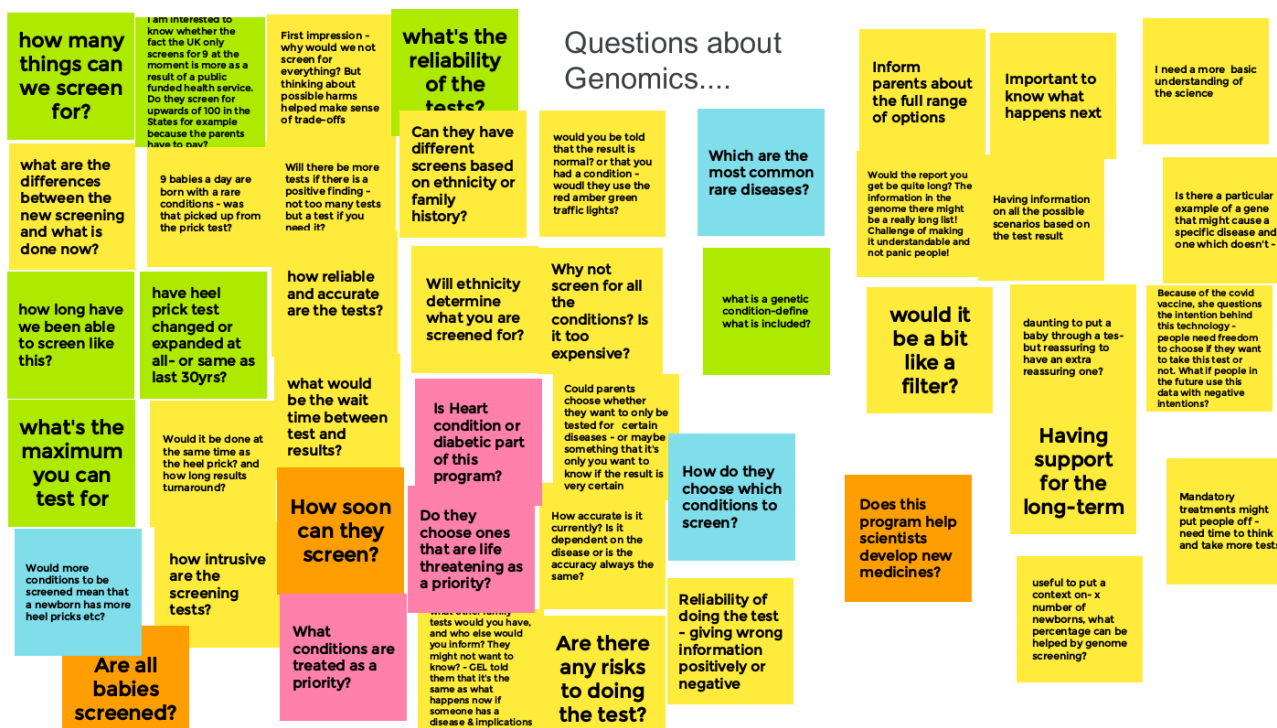 how many
things can
we screen
for?
I am interested to
know whether the
fact the UK only
screens for 9 at the
moment is more as a
result of a public
funded health service.
Do they screen for
upwards of 100 in the
States for example
because the parents
have to pay?
First impression -
why would we not
screen for
everything? But
thinking about
possible harms
helped make sense
of trade-offs
what's the
reliability
of the
tests?
Questions about
Genomics....
Inform
parents about
the full range
of options
Important to
know what
happens next
I need a more basic
understanding of
the science
what are the
differences
between the
new screening
and what is
done now?
9 babies a day are
born with a rare
conditions - was
that picked up from
the prick test?
Will there be more
tests if there is a
positive finding -
not too many tests
but a test if you
need it?
Can they have
different
screens based
on ethnicity or
family
history?
would you be told
that the result is
normal? or that you
had a condition -
woudl they use the
red amber green
traffic lights?
Which are the
most common
rare diseases?
Would the report you
get be quite long? The
information in the
genome there might
be a really long list!
Challenge of making
it understandable and
not panic people!
Having information
on all the possible
scenarios based on
the test result
Is there a particular
example of a gene
that might cause a
specific disease and
one which doesn't -
how long have
we been able
to screen like
this?
have heel
prick test
changed or
expanded at
all- or same as
last 30yrs?
how reliable
and accurate
are the tests?
Will ethnicity
determine
what you are
screened for?
Why not
screen for all
the
conditions? Is
it too
expensive?
what is a genetic
condition-define
what is included?
would it
be a bit
like a
filter?
daunting to put a
baby through a tes-
but reassuring to
have an extra
reassuring one?
Because of the covid
vaccine, she questions
the intention behind
this technology -
people need freedom
to choose if they want
to take this test or
not. What if people in
the future use this
data with negative
intentions?
what's the
maximum
you can
test for
Would it be done at
the same time as
the heel prick? and
how long results
turnaround?
what would
be the wait
time between
test and
results?
Is Heart
condition or
diabetic part
of this
program?
Could parents
choose whether
they want to only be
tested for certain
diseases - or maybe
something that it's
only you want to
know if the result is
very certain
How do they
choose which
conditions to
screen?
Having
support
for the
long-term
Does this
program help
scientists
develop new
medicines?
Mandatory
treatments might
put people off -
need time to think
and take more tests
Would more
conditions to be
screened mean that
a newborn has more
heel pricks etc?
how intrusive
are the
screening
tests?
How soon
can they
screen?
Do they
choose ones
that are life
threatening as
a priority?
How accurate is it
currently? Is it
dependent on the
disease or is the
accuracy always the
same?
Reliability of
doing the test
- giving wrong
information
positively or
negative
useful to put a
context on- x
number of
newborns, what
percentage can be
helped by genome
screening?
Are all
babies
screened?
What
conditions are
treated as a
priority?
what other family
tests would you have,
and who else would
you inform? They
might not want to
know? - GEL told
them that it's the
same as what
happens now if
someone has a
disease & implications
Are there
any risks
to doing
the test?